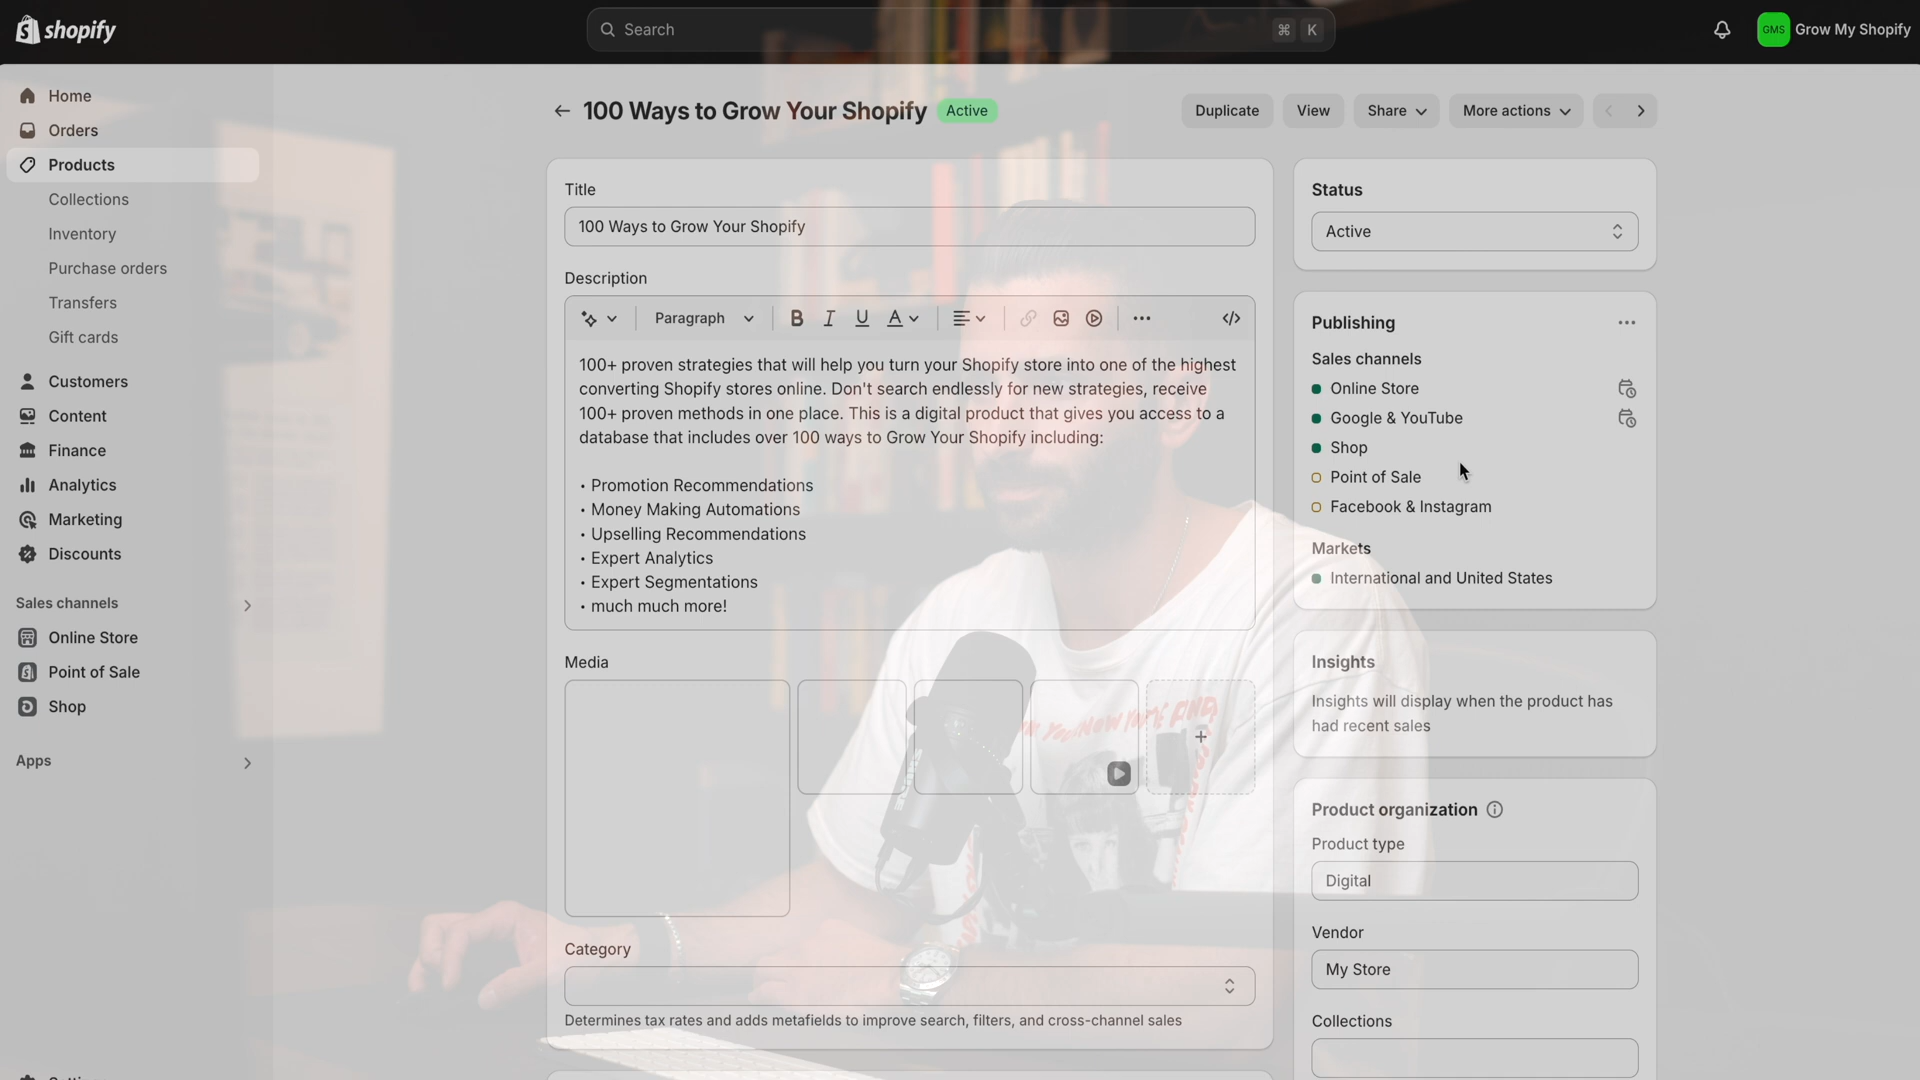 shopify
Search
⌘ K
GMS
Grow My Shopify
Home
Orders
Products
Collections
Inventory
Purchase orders
Transfers
Gift cards
Customers
Content
Finance
Analytics
Marketing
Discounts
Sales channels
Online Store
Point of Sale
Shop
Apps
100 Ways to Grow Your Shopify
Active
Duplicate
View
Share
More actions
Title
100 Ways to Grow Your Shopify
Description
Paragraph
B I U A
100+ proven strategies that will help you turn your Shopify store into one of the highest
converting Shopify stores online. Don't search endlessly for new strategies, receive
100+ proven methods in one place. This is a digital product that gives you access to a
database that includes over 100 ways to Grow Your Shopify including:
• Promotion Recommendations
• Money Making Automations
• Upselling Recommendations
• Expert Analytics
• Expert Segmentations
• much much more!
Media
Category
Determines tax rates and adds metafields to improve search, filters, and cross-channel sales
Status
Active
Publishing
Sales channels
Online Store
Google & YouTube
Shop
Point of Sale
Facebook & Instagram
Markets
International and United States
Insights
Insights will display when the product has
had recent sales
Product organization
Product type
Digital
Vendor
My Store
Collections